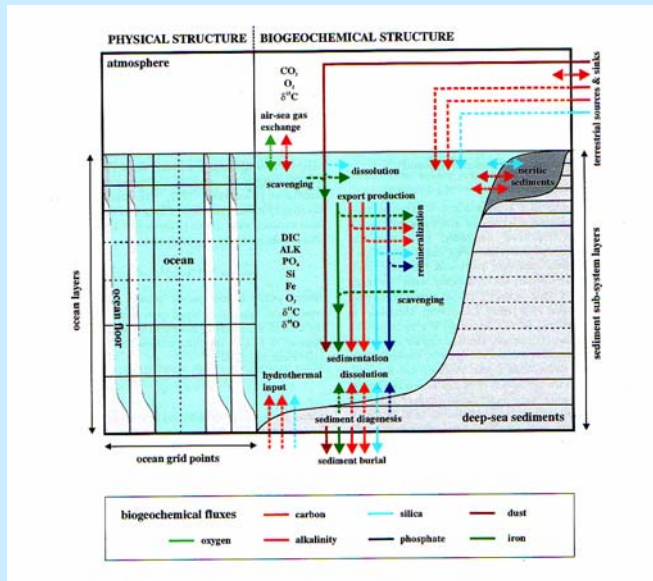 PHYSICAL STRUCTURE
BIOGEOCHEMICAL STRUCTURE
atmosphere
CO₂
O₂
δ¹³C
air-sea gas
exchange
terrestrial sources & sinks
dissolution
scavenging
neritic
sediments
export production
remineralization
ocean layers
ocean
ocean floor
DIC
ALK
PO₄
Si
Fe
O₂
δ¹³C
δ¹⁸O
scavenging
sediment sub-system layers
sedimentation
hydrothermal
input
dissolution
sediment diagenesis
deep-sea sediments
ocean grid points
sediment burial
biogeochemical fluxes
carbon
silica
dust
oxygen
alkalinity
phosphate
iron